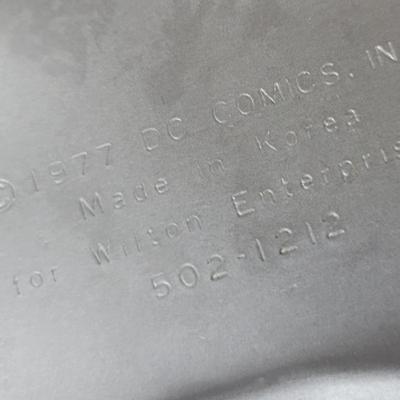 © 1977 DC COMICS, IN
Made in Korea
for Wilton Enterpris
502-1212